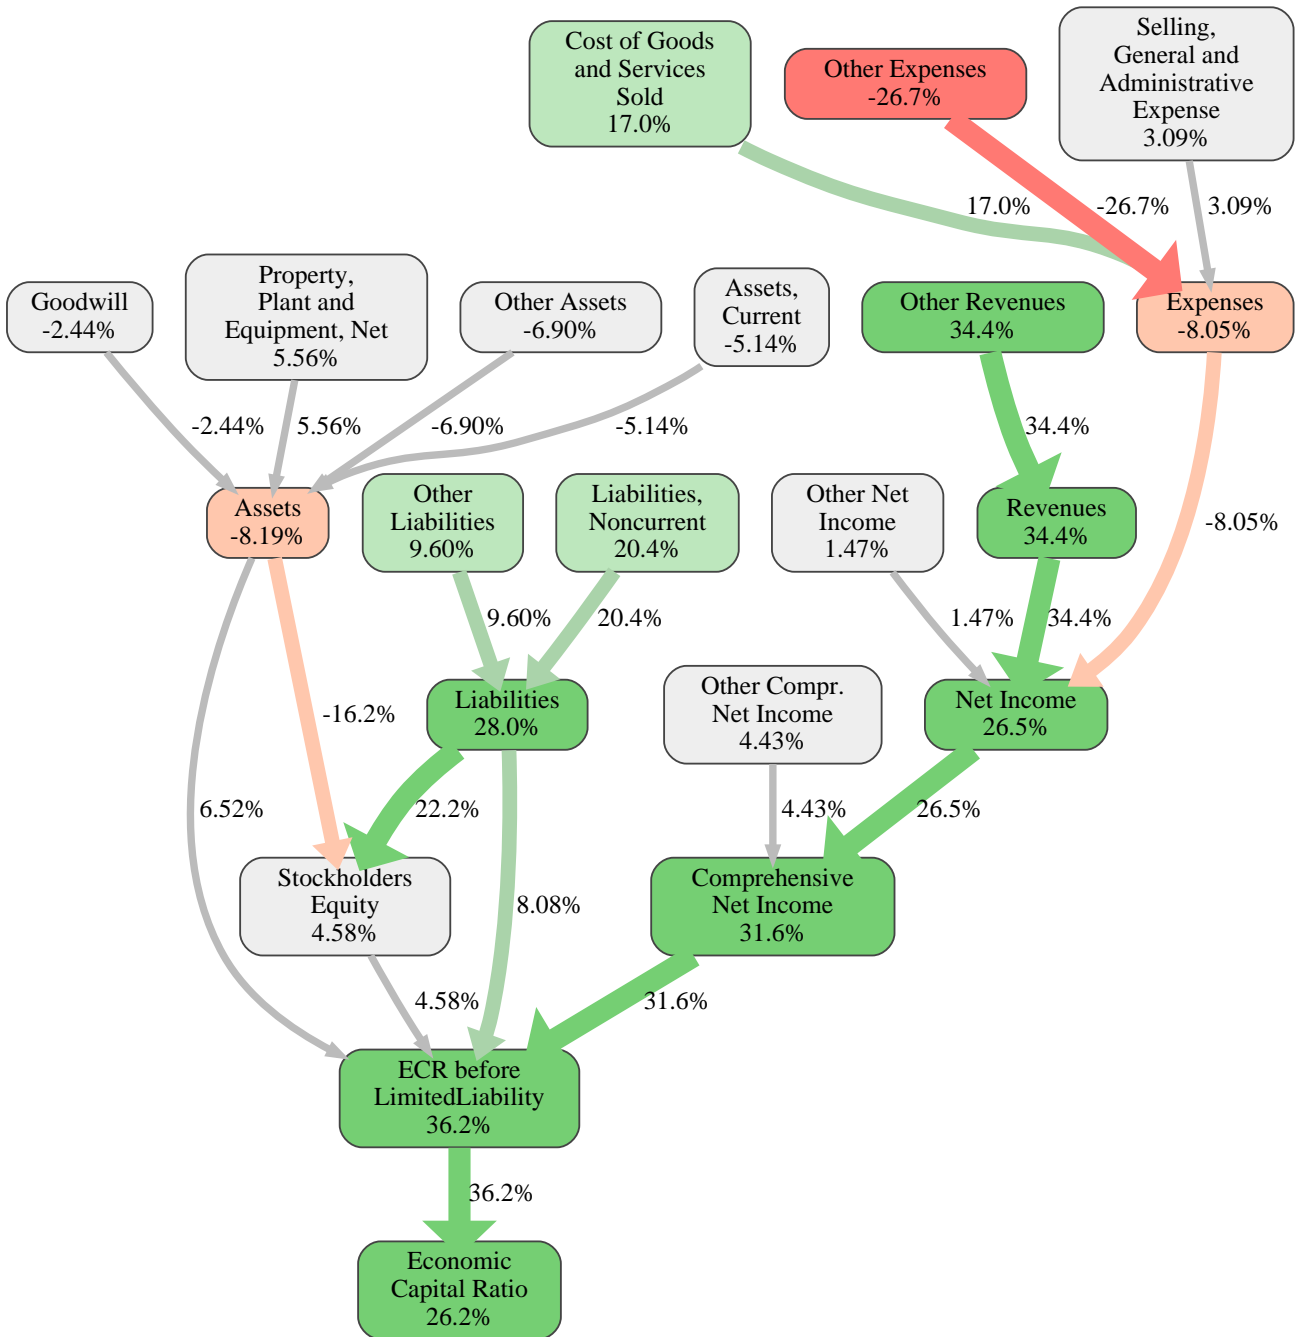 Cost of Goods
and Services
Sold
17.0%
Other Expenses
-26.7%
Selling,
General and
Administrative
Expense
3.09%
17.0%
-26.7%
3.09%
Goodwill
-2.44%
Property,
Plant and
Equipment, Net
5.56%
Other Assets
-6.90%
Assets,
Current
-5.14%
Other Revenues
34.4%
Expenses
-8.05%
-2.44%
5.56%
-6.90%
-5.14%
34.4%
Assets
-8.19%
Other
Liabilities
9.60%
Liabilities,
Noncurrent
20.4%
Other Net
Income
1.47%
Revenues
34.4%
-8.05%
9.60%
20.4%
1.47%
34.4%
-16.2%
Liabilities
28.0%
Other Compr.
Net Income
4.43%
Net Income
26.5%
6.52%
22.2%
4.43%
26.5%
Stockholders
Equity
4.58%
8.08%
Comprehensive
Net Income
31.6%
4.58%
31.6%
ECR before
LimitedLiability
36.2%
36.2%
Economic
Capital Ratio
26.2%